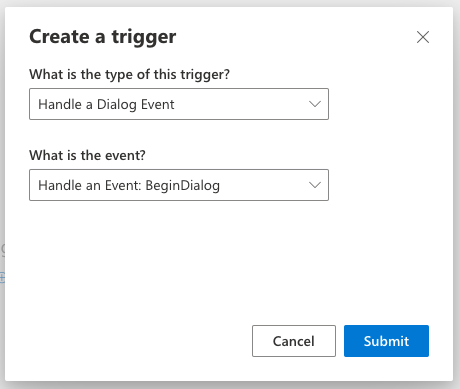 Create a trigger
What is the type of this trigger?
Handle a Dialog Event
What is the event?
Handle an Event: BeginDialog
Cancel
Submit